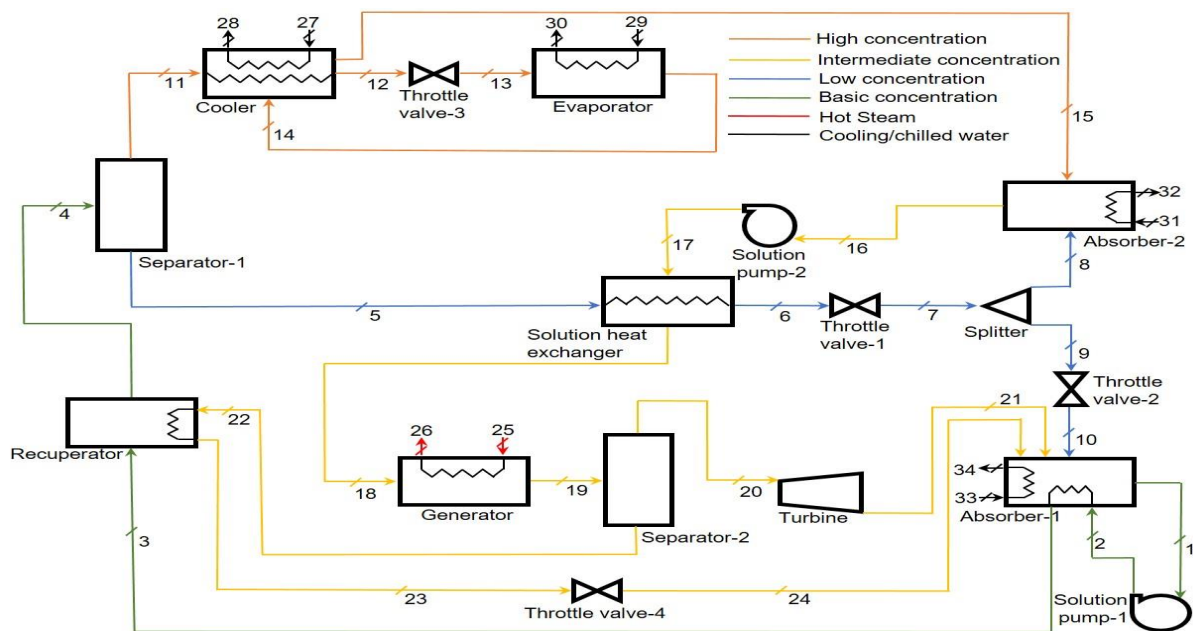 28
27
30
29
High concentration
Intermediate concentration
Low concentration
Basic concentration
Hot Steam
Cooling/chilled water
11
12
13
Cooler
Throttle
valve-3
Evaporator
14
15
4
32
31
Separator-1
17
Solution
pump-2
16
Absorber-2
8
5
6
7
Solution heat
exchanger
Throttle
valve-1
Splitter
9
Throttle
valve-2
22
21
10
Recuperator
26
25
18
19
20
34
33
Generator
Separator-2
Turbine
Absorber-1
3
2
1
23
24
Throttle valve-4
Solution
pump-1